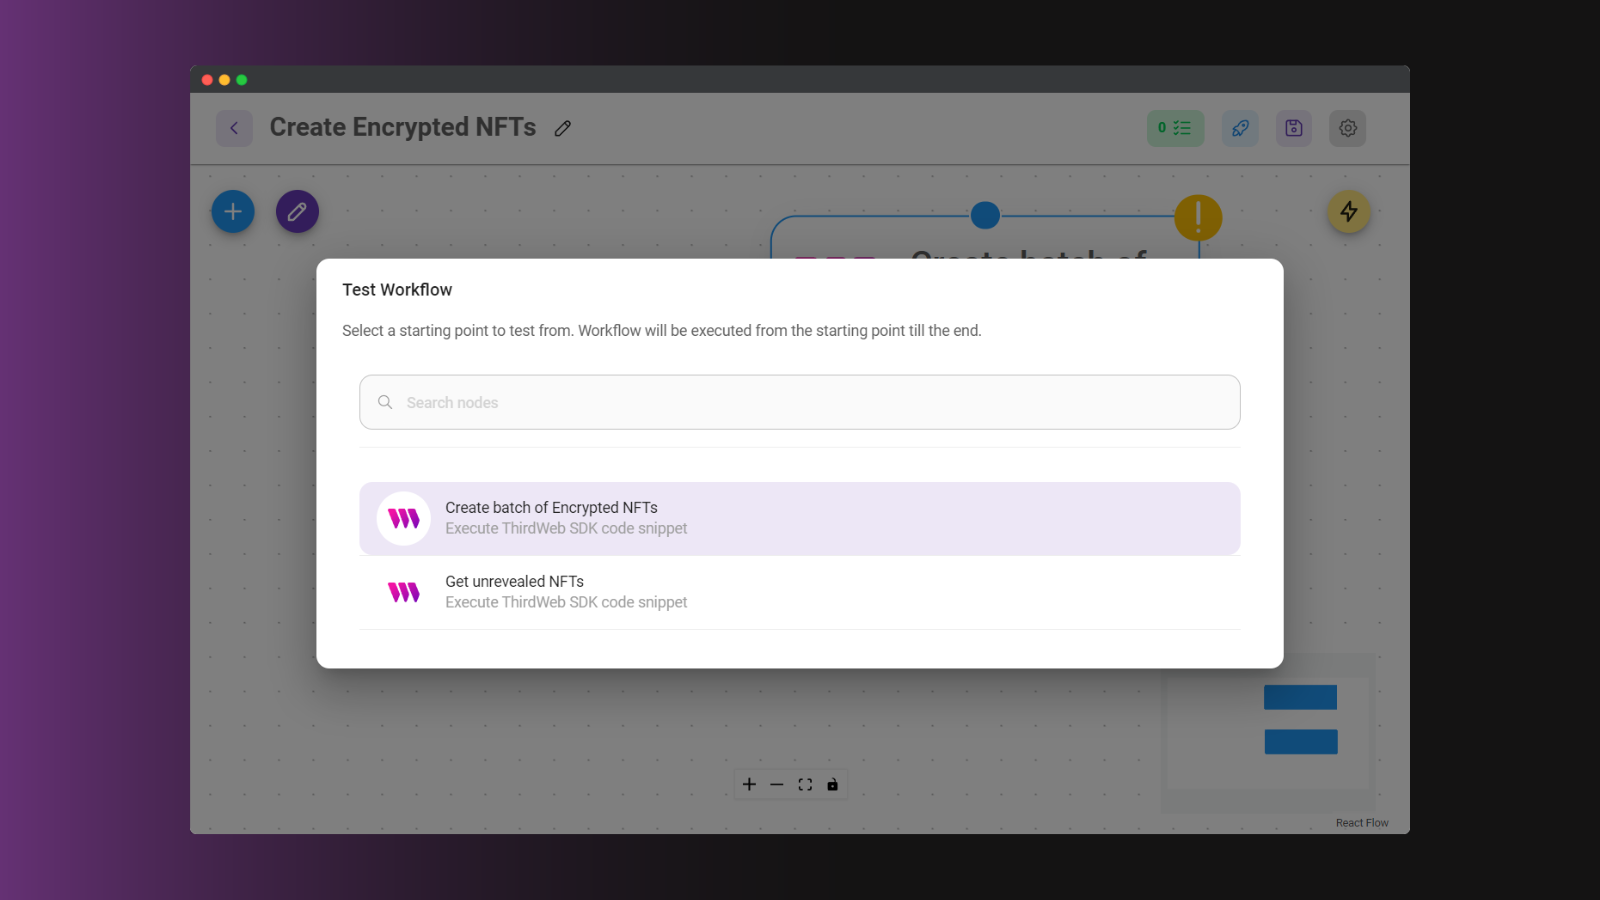 Create Encrypted NFTs
0
Create batch of
Test Workflow
Select a starting point to test from. Workflow will be executed from the starting point till the end.
Search nodes
Create batch of Encrypted NFTs
Execute ThirdWeb SDK code snippet
Get unrevealed NFTs
Execute ThirdWeb SDK code snippet
React Flow